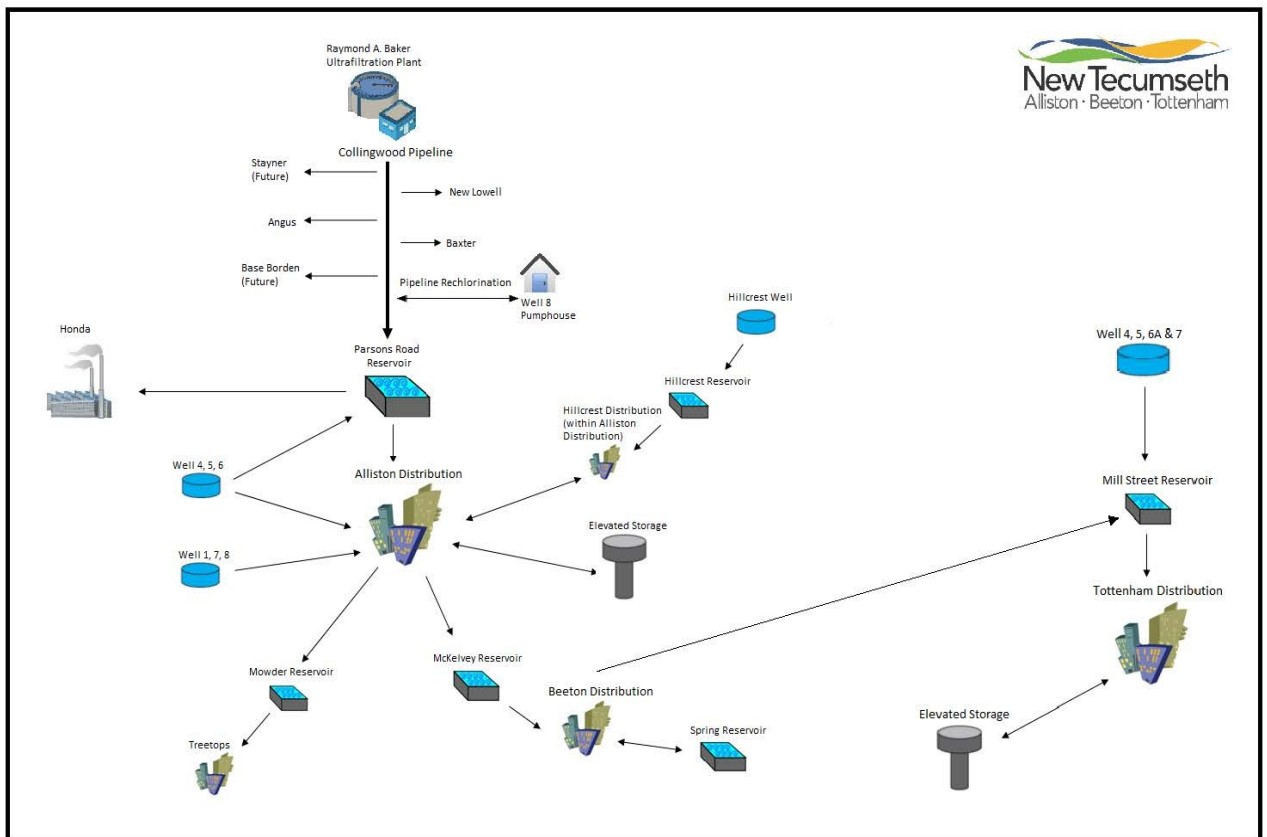 Raymond A. Baker
Ultrafiltration Plant
New Tecumseth
Alliston · Beeton · Tottenham
Collingwood Pipeline
Stayner
(Future)
New Lowell
Angus
Baxter
Base Borden
(Future)
Pipeline Rechlorination
Well 8
Pumphouse
Hillcrest Well
Honda
Parsons Road
Reservoir
Well 4, 5, 6A & 7
Hillcrest Reservoir
Hillcrest Distribution
(within Alliston
Distribution)
Well 4, 5, 6
Alliston Distribution
Mill Street Reservoir
Elevated Storage
Well 1, 7, 8
Tottenham Distribution
Mowder Reservoir
McKelvey Reservoir
Beeton Distribution
Elevated Storage
Spring Reservoir
Treetops